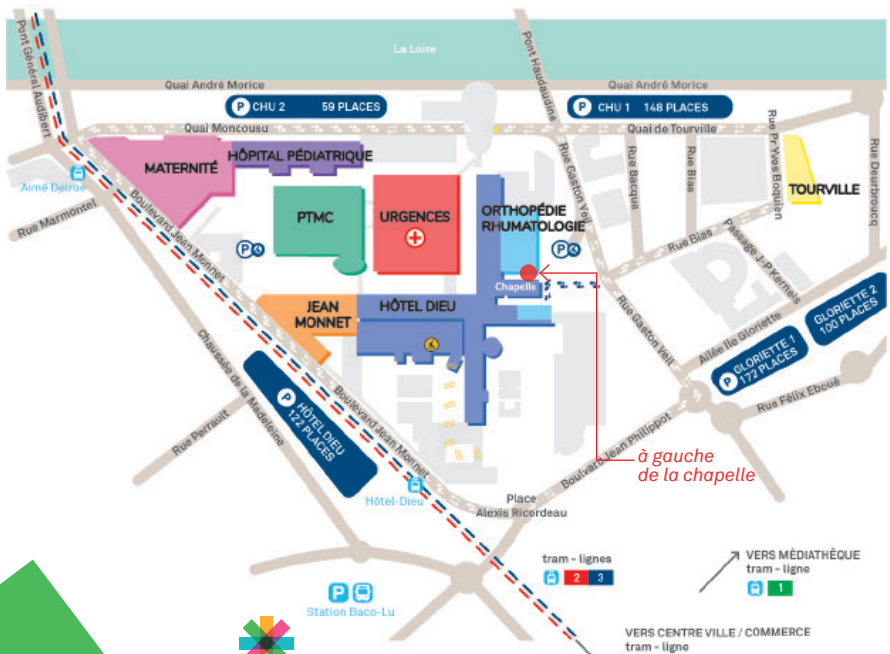 La Loire
Pont Général Audibert
Pont Haudaudine
Quai André Morice
Quai André Morice
P CHU 2 59 PLACES
P CHU 1 148 PLACES
Quai Moncousu
Quai de Tourville
Rue Pr Yves Boquien
Rue Deurbroucq
MATERNITÉ
HÔPITAL PÉDIATRIQUE
Aimé Delrue
Rue Marmontel
Boulevard Jean Monnet
PTMC
URGENCES
ORTHOPÉDIE
RHUMATOLOGIE
Rue Gaston Veil
Rue Bacqua
Rue Bias
TOURVILLE
P
P
Rue Bias
Passage J-P Kerneis
Chapelle
JEAN
MONNET
HÔTEL DIEU
Rue Gaston Veil
Allée Ile Gloriette
GLORIETTE 2
100 PLACES
P GLORIETTE 1
172 PLACES
Chaussée de la Madeleine
Rue Perrault
P HÔTEL DIEU
122 PLACES
Boulevard Jean Monnet
Rue Félix Eboué
Boulvard Jean Philippot
à gauche
de la chapelle
Hôtel-Dieu
Place
Alexis Ricordeau
tram - lignes
2 3
VERS MÉDIATHÈQUE
tram - ligne
1
P
Station Baco-Lu
VERS CENTRE VILLE / COMMERCE
tram - ligne